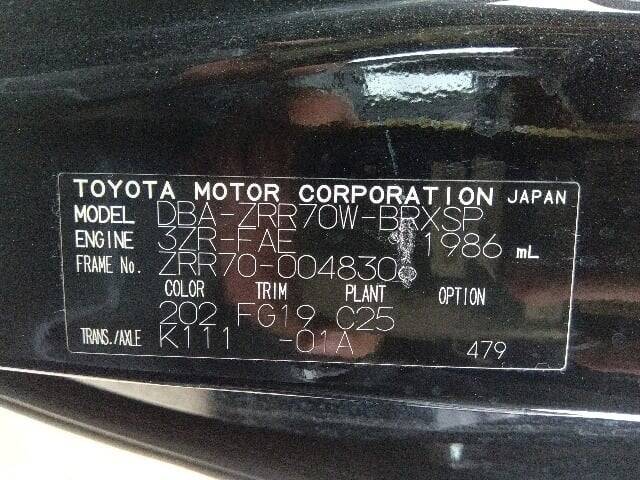 TOYOTA MOTOR CORPORATION JAPAN
MODEL DBA-ZRR70W-BRXSP
ENGINE 3ZR-FAE 1986 mL
FRAME No. ZRR70-004830
COLOR TRIM PLANT OPTION
202 FG19 C25
TRANS./AXLE K111 -01A 479